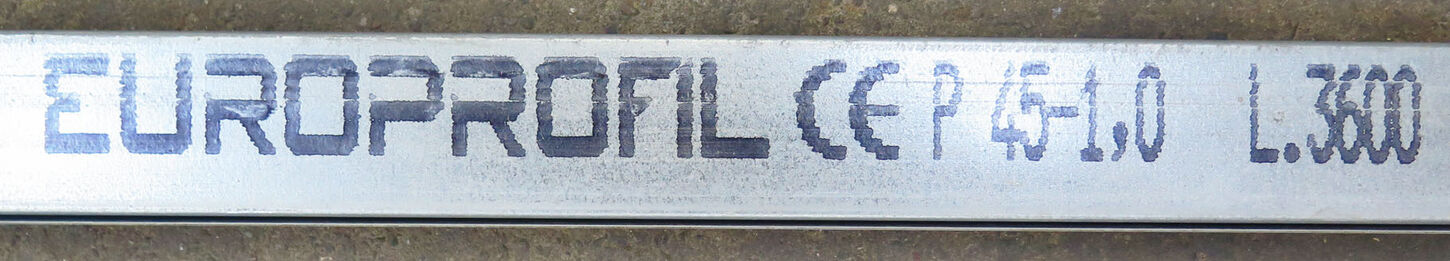 EUROPROFIL CE P 45-1,0 L.3600